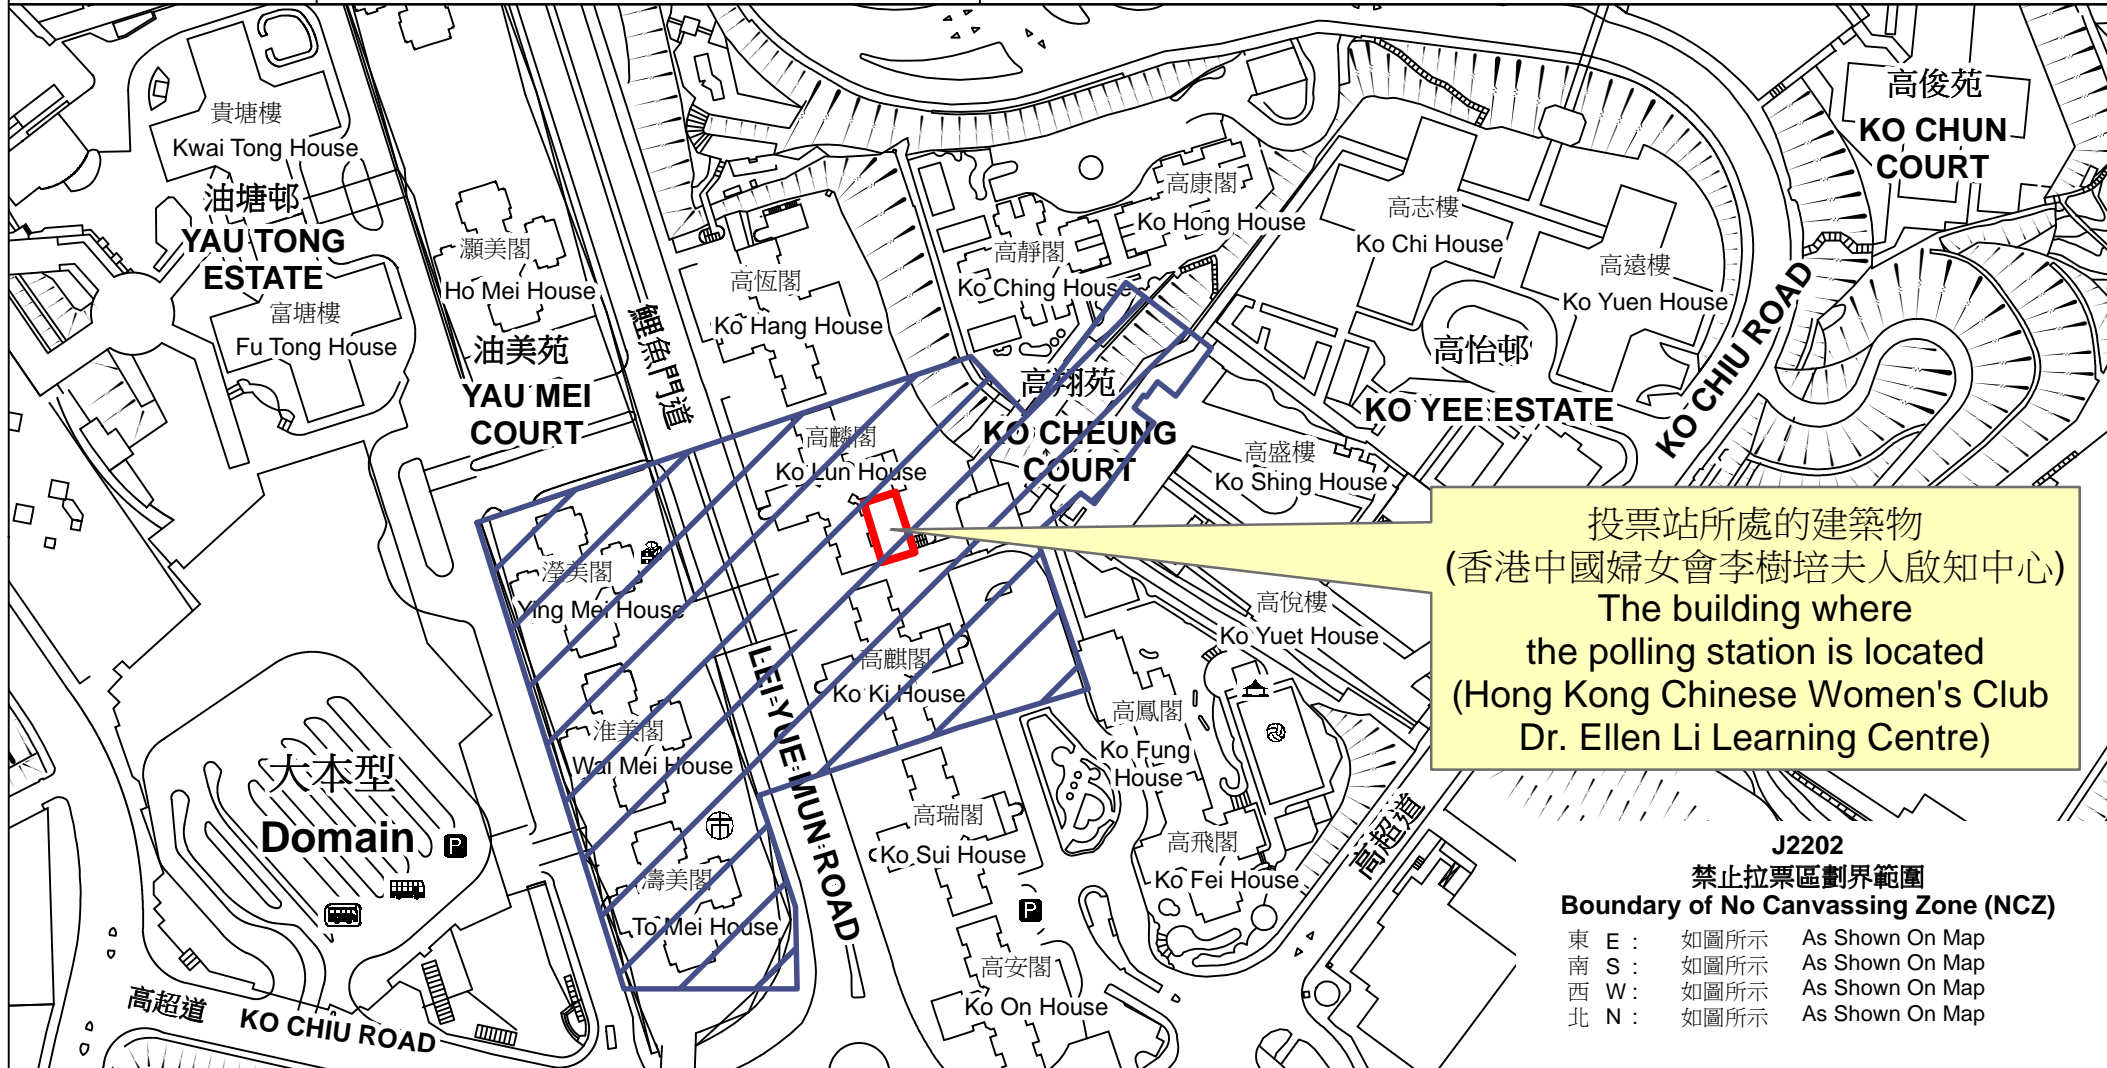 貴塘樓
Kwai Tong House
油塘邨
YAU TONG
ESTATE
富塘樓
Fu Tong House
灝美閣
Ho Mei House
油美苑
YAU MEI
COURT
鯉魚門道
高恆閣
Ko Hang House
高靜閣
Ko Ching House
高康閣
Ko Hong House
高志樓
Ko Chi House
高遠樓
Ko Yuen House
高俊苑
KO CHUN
COURT
KO CHIU ROAD
高怡邨
KO YEE ESTATE
高翔苑
KO CHEUNG
COURT
高麟閣
Ko Lun House
高盛樓
Ko Shing House
瀅美閣
Ying Mei House
高悅樓
Ko Yuet House
高麒閣
Ko Ki House
LEI YUE MUN ROAD
淮美閣
Wai Mei House
高鳳閣
Ko Fung
House
大本型
Domain
P
高瑞閣
Ko Sui House
高飛閣
Ko Fei House
高超道
濤美閣
To Mei House
P
高安閣
Ko On House
高超道 KO CHIU ROAD
投票站所處的建築物
(香港中國婦女會李樹培夫人啟知中心)
The building where
the polling station is located
(Hong Kong Chinese Women's Club
Dr. Ellen Li Learning Centre)
J2202
禁止拉票區劃界範圍
Boundary of No Canvassing Zone (NCZ)
東 E : 如圖所示 As Shown On Map
南 S : 如圖所示 As Shown On Map
西 W : 如圖所示 As Shown On Map
北 N : 如圖所示 As Shown On Map